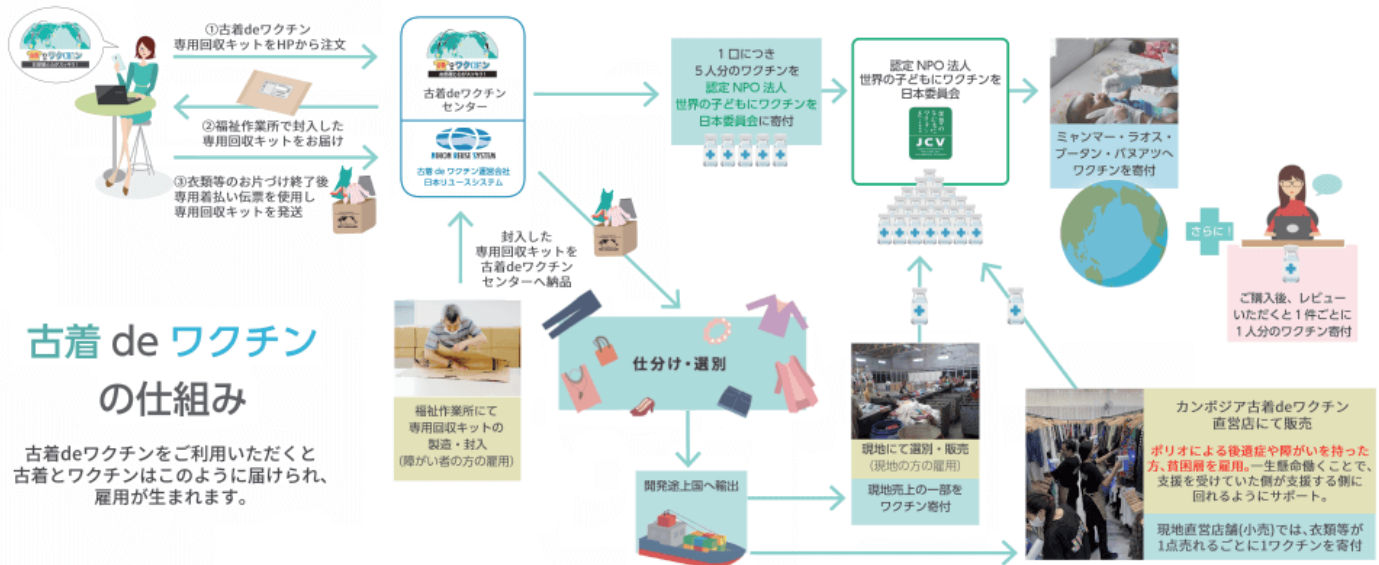 ①古着deワクチン
専用回収キットをHPから注文
②福祉作業所で封入した
専用回収キットをお届け
③衣類等のお片づけ終了後
専用着払い伝票を使用し
専用回収キットを発送
古着deワクチン
センター
NIHON REUSE SYSTEM
古着 de ワクチン運営会社
日本リユースシステム
封入した
専用回収キットを
古着deワクチン
センターへ納品
福祉作業所にて
専用回収キットの
製造・封入
(障がい者の方の雇用)
1口につき
5人分のワクチンを
認定 NPO 法人
世界の子どもにワクチンを
日本委員会に寄付
認定 NPO 法人
世界の子どもにワクチンを
日本委員会
JCV
ミャンマー・ラオス・
ブータン・バヌアツへ
ワクチンを寄付
さらに!
ご購入後、レビュー
いただくと1件ごとに
1人分のワクチン寄付
古着 de ワクチン
の仕組み
古着deワクチンをご利用いただくと
古着とワクチンはこのように届けられ、
雇用が生まれます。
仕分け・選別
開発途上国へ輸出
現地にて選別・販売
(現地の方の雇用)
現地売上の一部を
ワクチン寄付
カンボジア古着deワクチン
直営店にて販売
ポリオによる後遺症や障がいを持った
方、貧困層を雇用。一生懸命働くことで、
支援を受けていた側が支援する側に
回れるようにサポート。
現地直営店舗(小売)では、衣類等が
1点売れるごとに1ワクチンを寄付